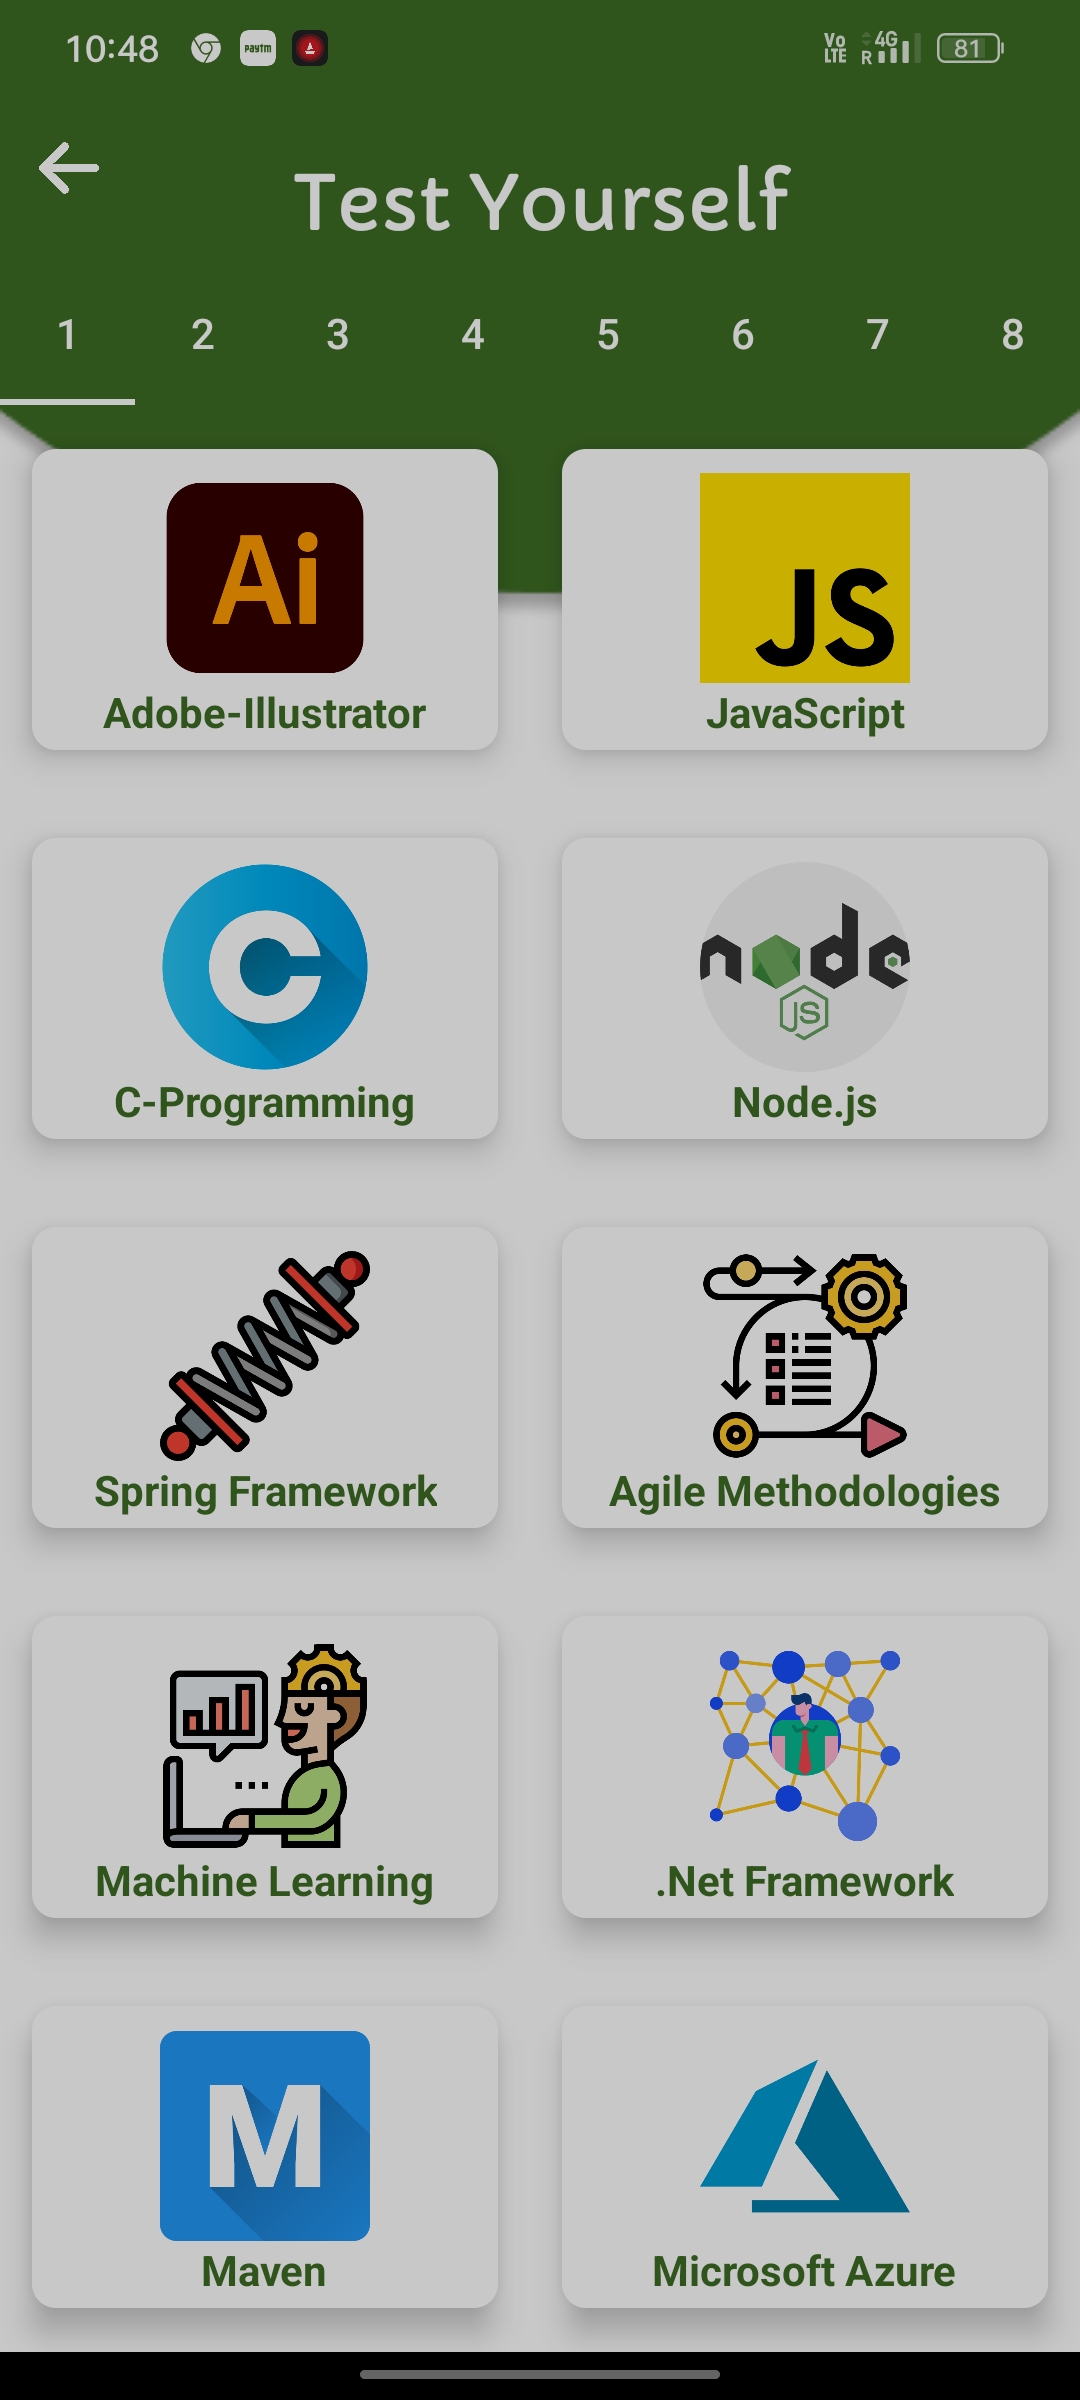 10:48 paytm Vo LTE R 4G 81
Test Yourself
1 2 3 4 5 6 7 8
Ai
Adobe-Illustrator
JS
JavaScript
C
C-Programming
node
JS
Node.js
Spring Framework
Agile Methodologies
Machine Learning
.Net Framework
M
Maven
Microsoft Azure